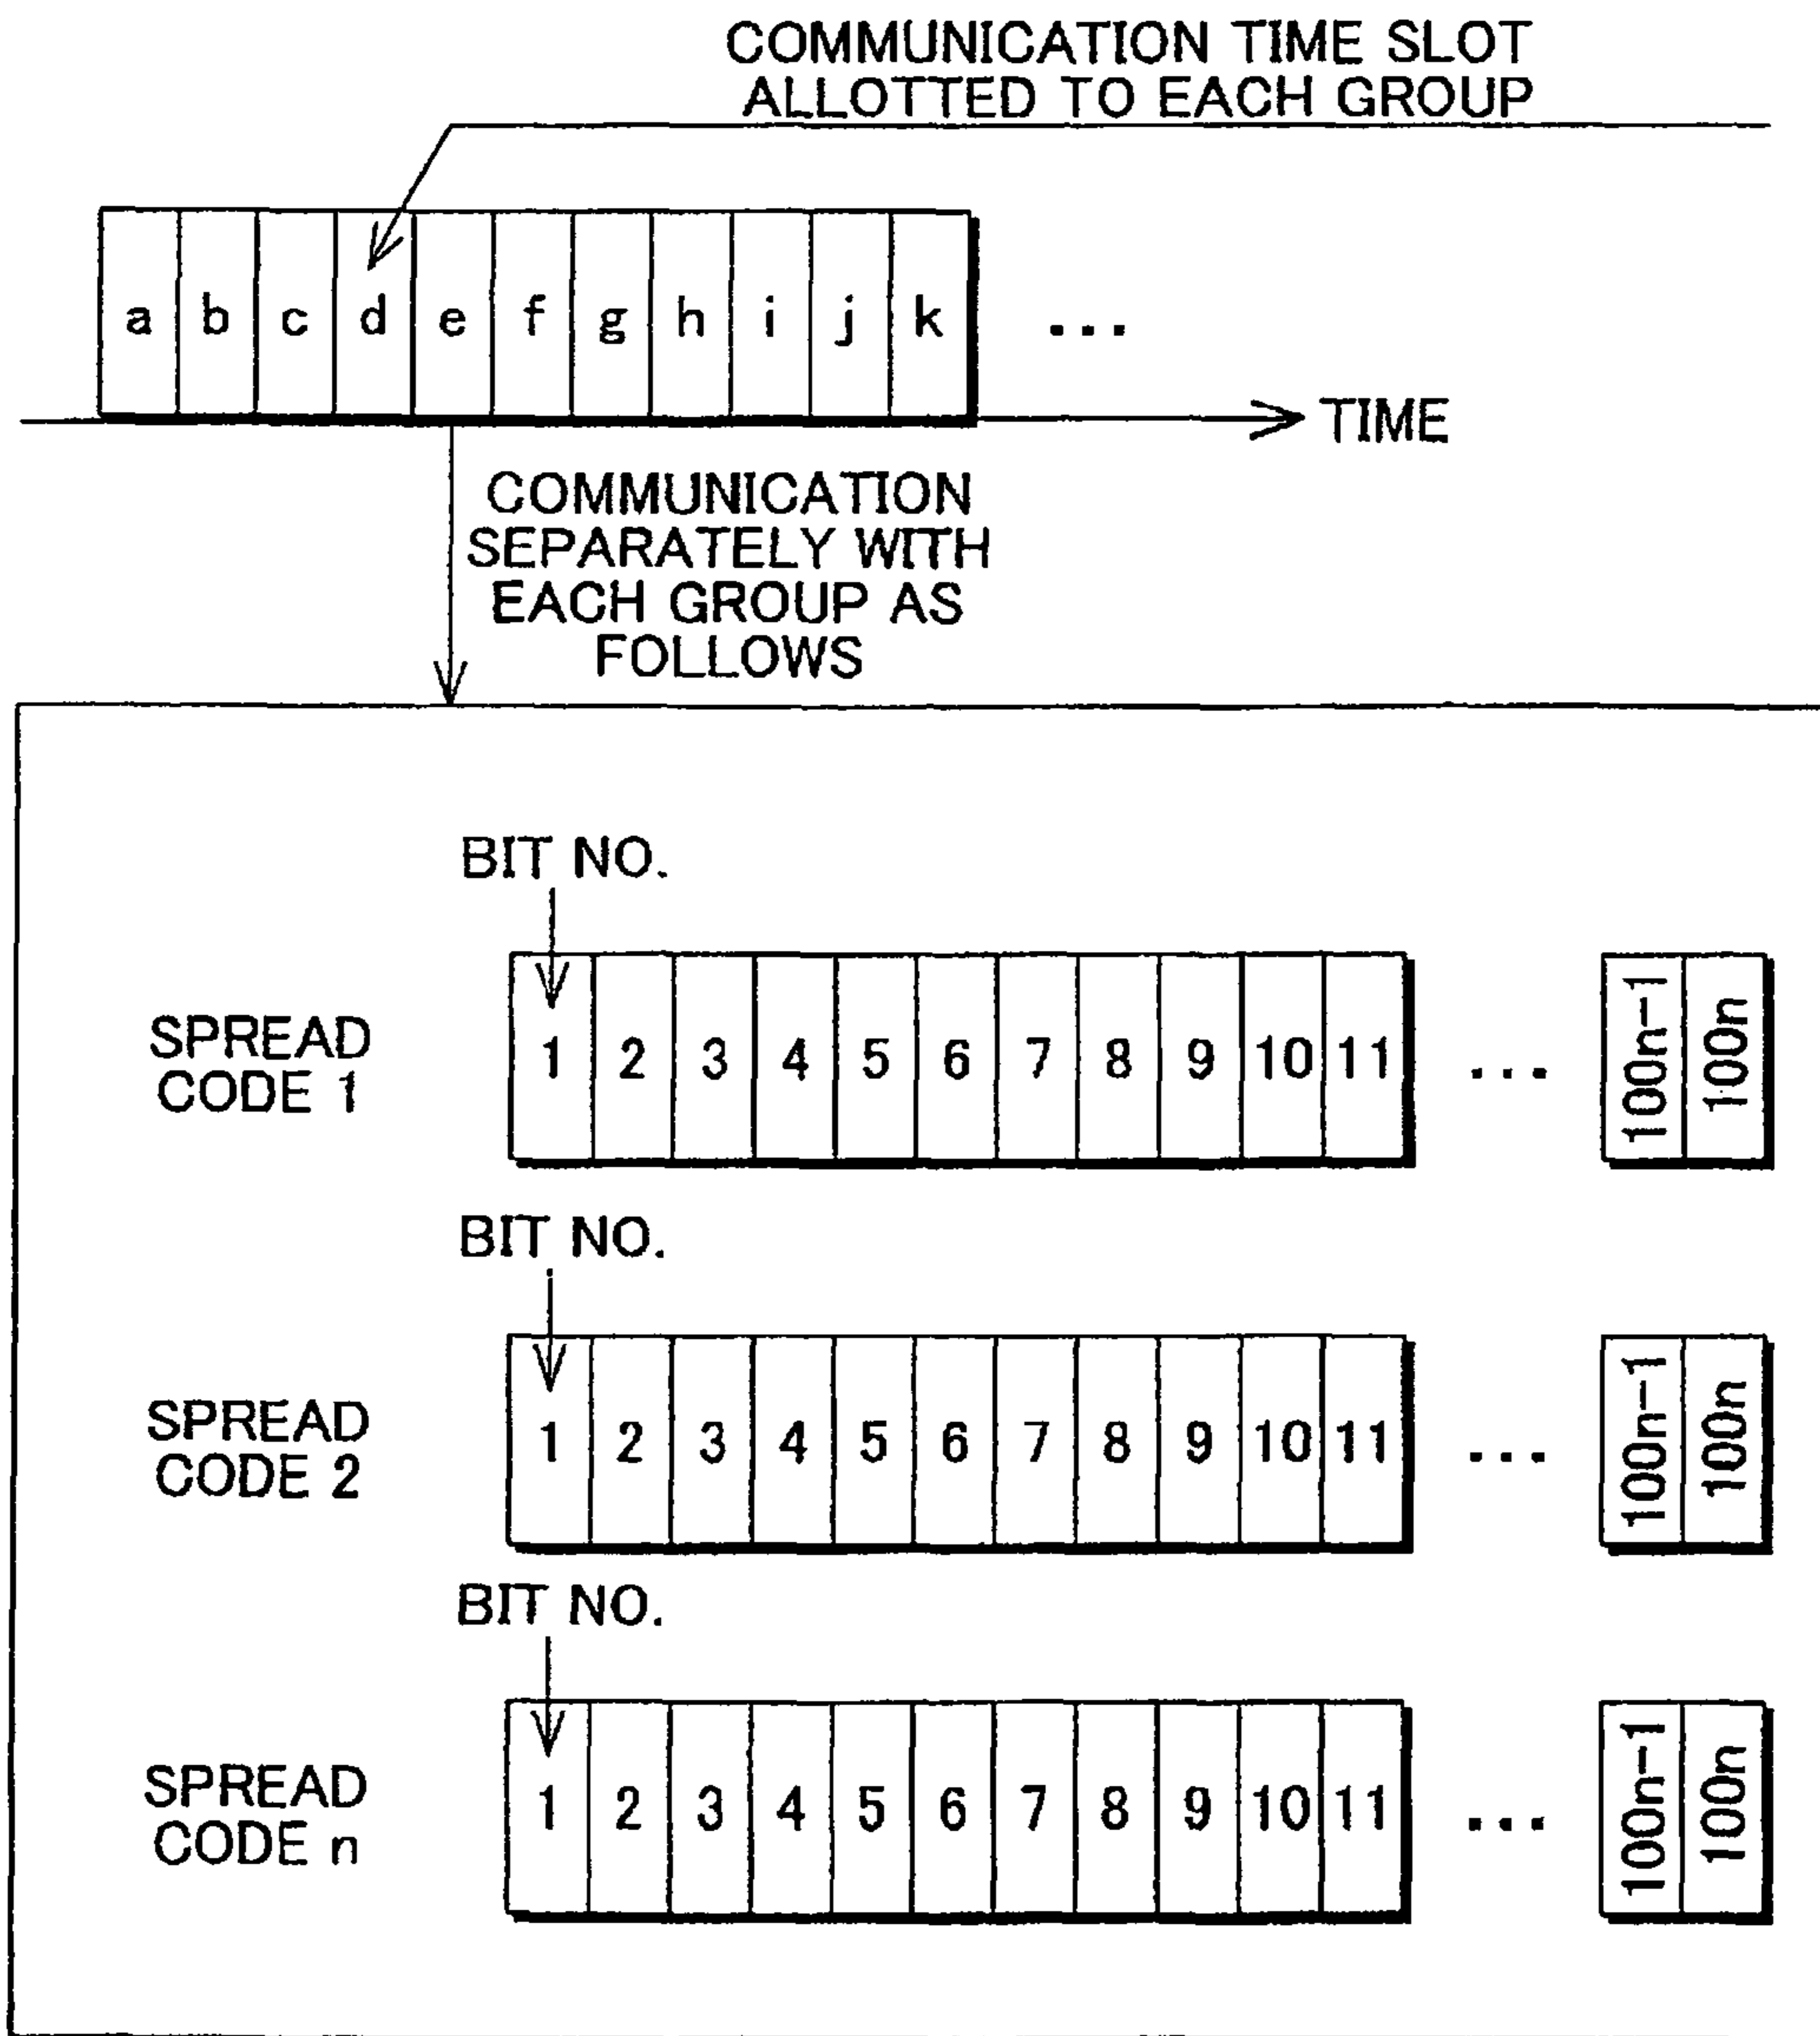 COMMUNICATION TIME SLOT
ALLOTTED TO EACH GROUP
a b c d e f g h i j k ...
TIME
COMMUNICATION
SEPARATELY WITH
EACH GROUP AS
FOLLOWS
BIT NO.
SPREAD
CODE 1
1 2 3 4 5 6 7 8 9 10 11 ... 100n-1 100n
BIT NO.
SPREAD
CODE 2
1 2 3 4 5 6 7 8 9 10 11 ... 100n-1 100n
BIT NO.
SPREAD
CODE n
1 2 3 4 5 6 7 8 9 10 11 ... 100n-1 100n